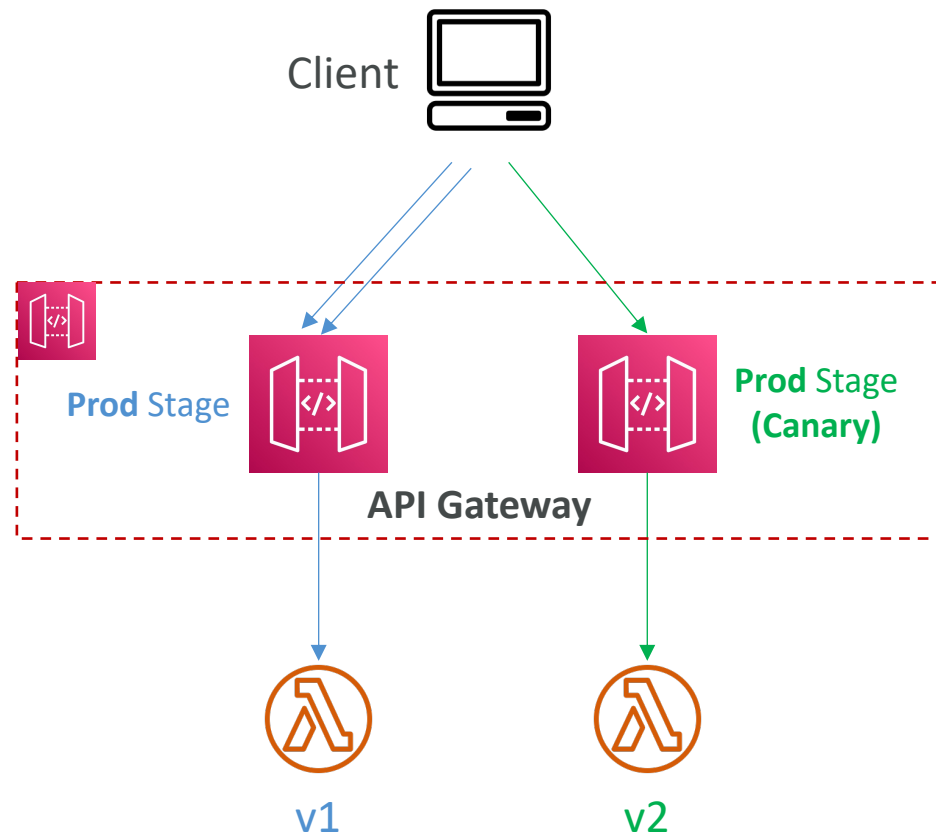 Client
Prod Stage
Prod Stage
(Canary)
API Gateway
v1
v2